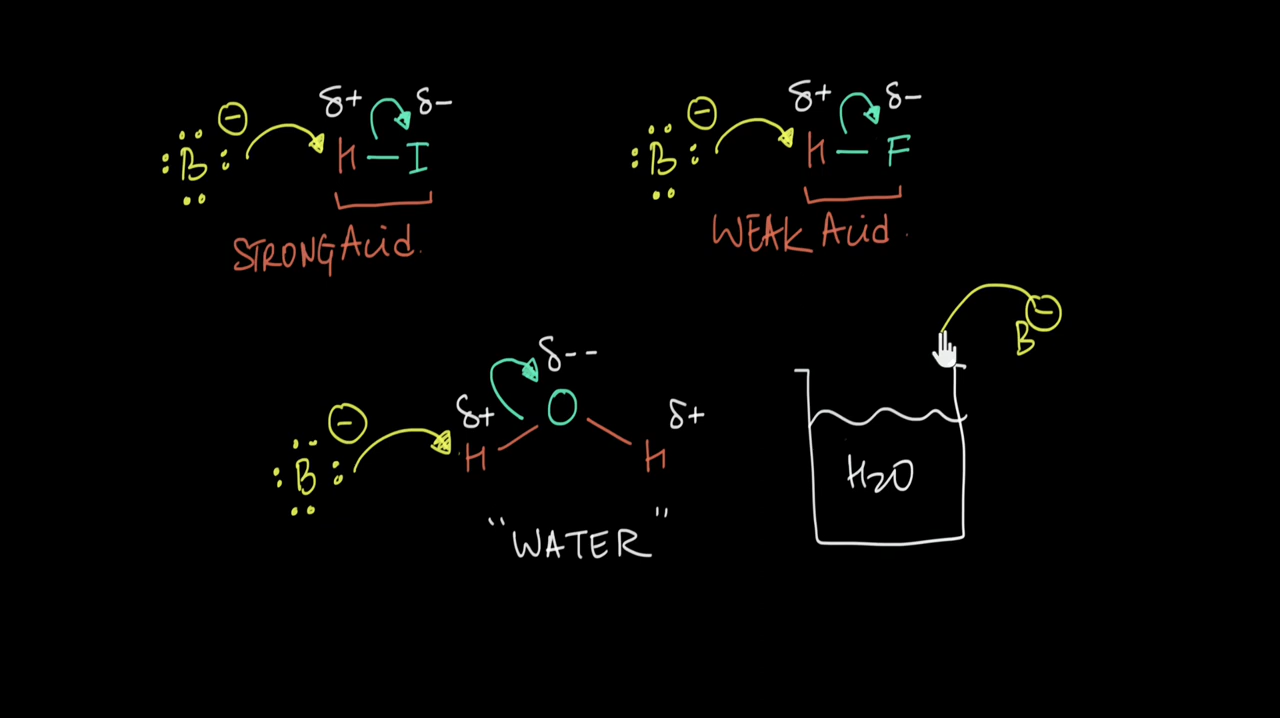 δ+ δ-
:B: ⊖ H - I
STRONG Acid.
δ+ δ-
:B: ⊖ H - F
WEAK Acid.
δ--
δ+ O δ+
:B: ⊖ H H
"WATER"
B ⊖
H2O